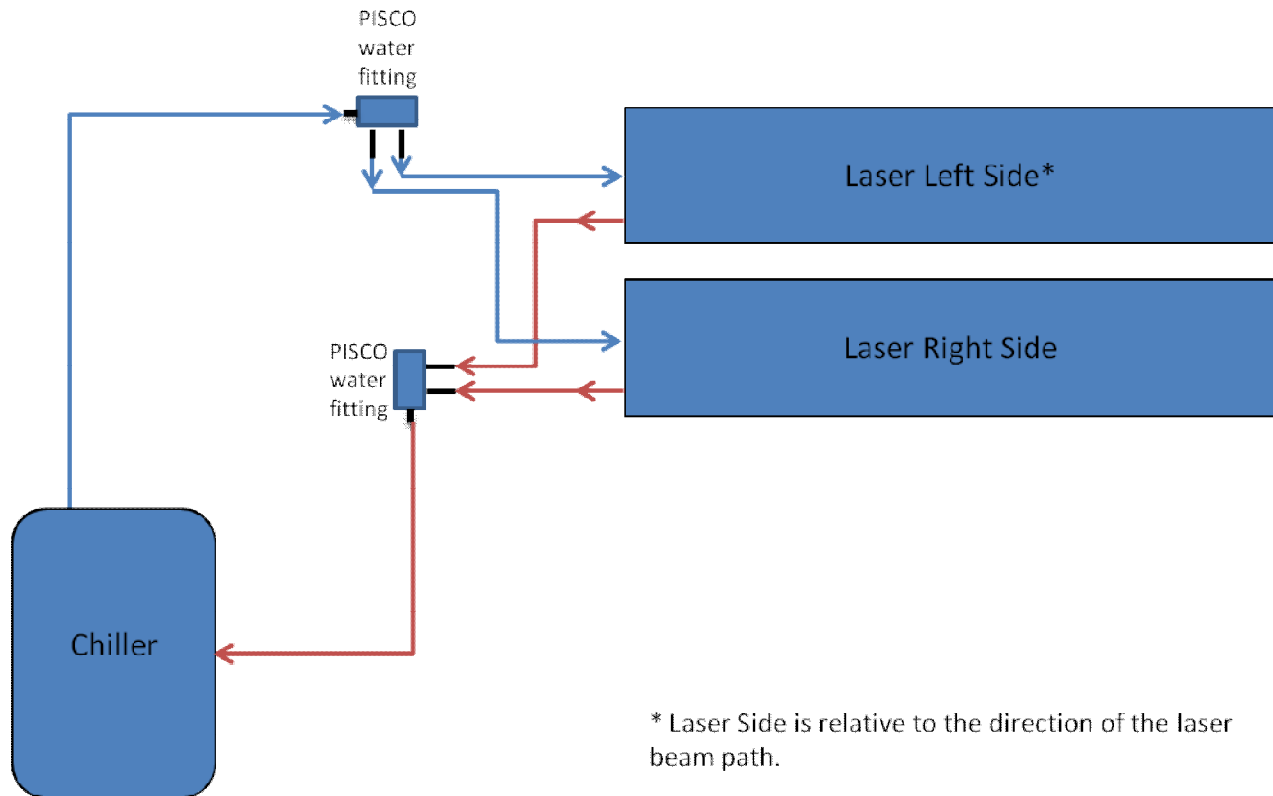 PISCO
water
fitting
Laser Left Side*
PISCO
water
fitting
Laser Right Side
Chiller
* Laser Side is relative to the direction of the laser
beam path.